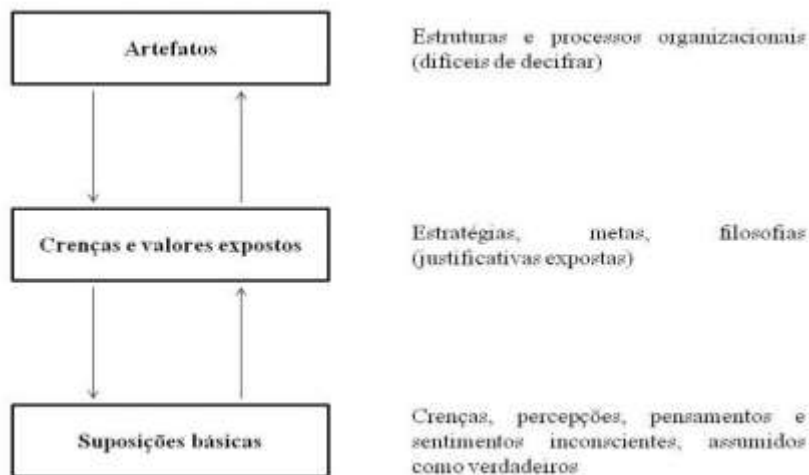 Artefatos
Estruturas e processos organizacionais
(difíceis de decifrar)
Crenças e valores expostos
Estratégias, metas, filosofias
(justificativas expostas)
Suposições básicas
Crenças, percepções, pensamentos e
sentimentos inconscientes, assumidos
como verdadeiros